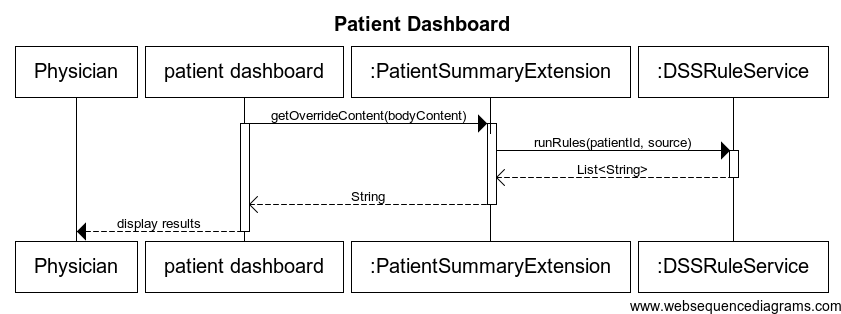 Patient Dashboard
Physician
patient dashboard
:PatientSummaryExtension
:DSSRuleService
getOverrideContent(bodyContent)
runRules(patientId, source)
List<String>
String
display results
Physician
patient dashboard
:PatientSummaryExtension
:DSSRuleService
www.websequencediagrams.com